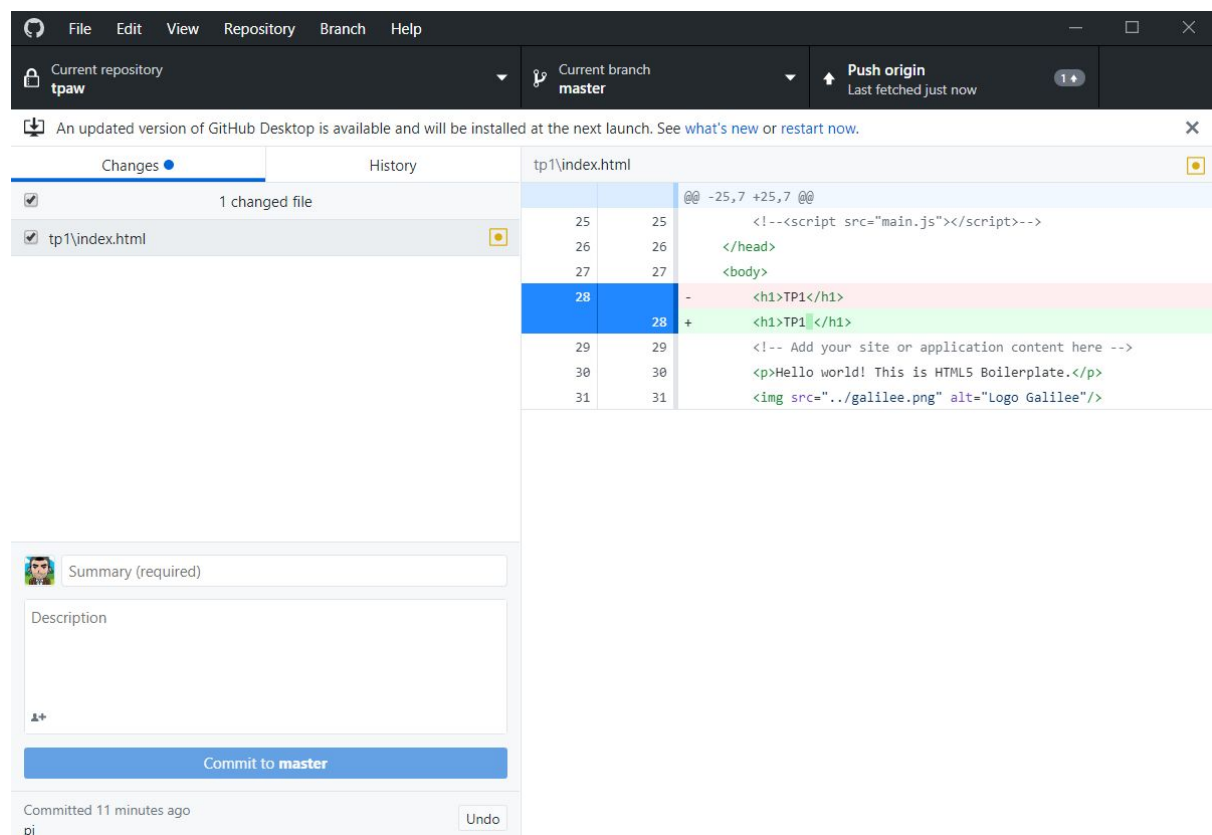 File Edit View Repository Branch Help
Current repository
tpaw
Current branch
master
Push origin
Last fetched just now
1
An updated version of GitHub Desktop is available and will be installed at the next launch. See what's new or restart now.
Changes History
1 changed file
tp1\index.html
tp1\index.html
@@ -25,7 +25,7 @@
25 25 <!--<script src="main.js"></script>-->
26 26 </head>
27 27 <body>
28 - <h1>TP1</h1>
28 + <h1>TP1 </h1>
29 29 <!-- Add your site or application content here -->
30 30 <p>Hello world! This is HTML5 Boilerplate.</p>
31 31 <img src="../galilee.png" alt="Logo Galilee"/>
Summary (required)
Description
Commit to master
Committed 11 minutes ago
pi
Undo